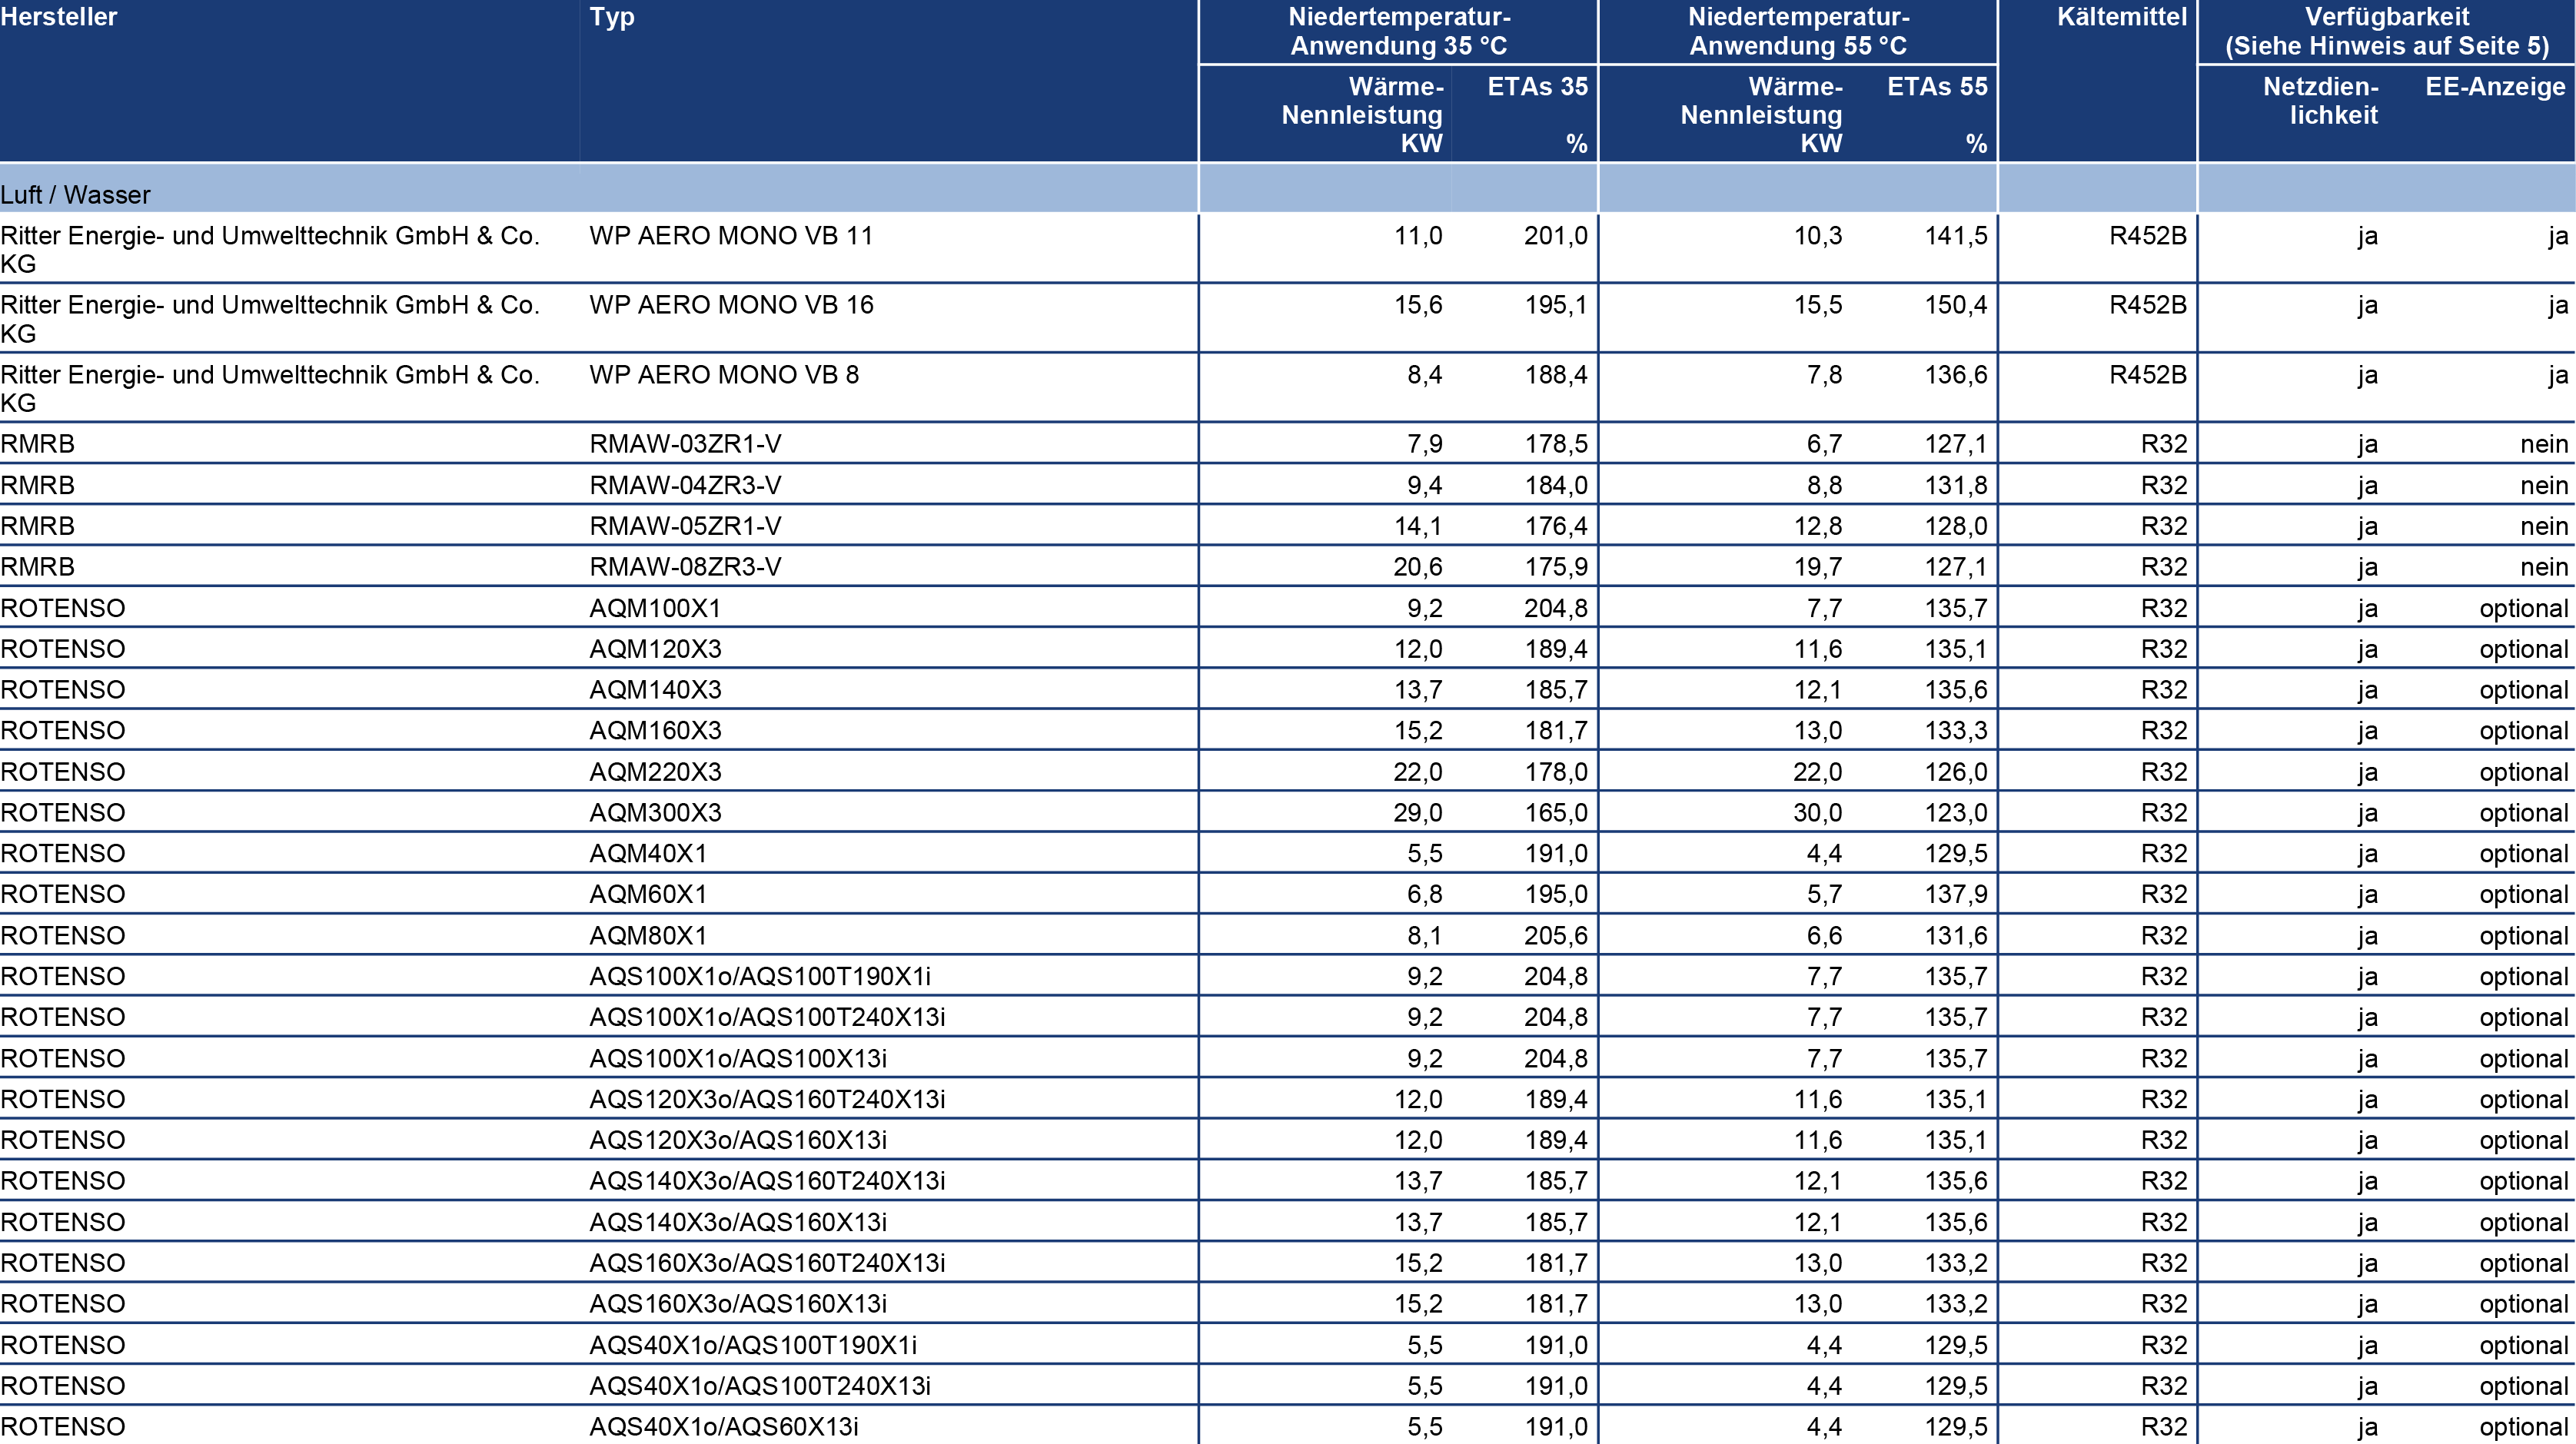 Hersteller Typ Niedertemperatur- Niedertemperatur- Kältemittel Verfügbarkeit
Anwendung 35 °C Anwendung 55 °C (Siehe Hinweis auf Seite 5)
Wärme- ETAs 35 Wärme- ETAs 55 Netzdien- EE-Anzeige
Nennleistung Nennleistung lichkeit
KW % KW %
Luft / Wasser
Ritter Energie- und Umwelttechnik GmbH & Co. WP AERO MONO VB 11 11,0 201,0 10,3 141,5 R452B ja ja
KG
Ritter Energie- und Umwelttechnik GmbH & Co. WP AERO MONO VB 16 15,6 195,1 15,5 150,4 R452B ja ja
KG
Ritter Energie- und Umwelttechnik GmbH & Co. WP AERO MONO VB 8 8,4 188,4 7,8 136,6 R452B ja ja
KG
RMRB RMAW-03ZR1-V 7,9 178,5 6,7 127,1 R32 ja nein
RMRB RMAW-04ZR3-V 9,4 184,0 8,8 131,8 R32 ja nein
RMRB RMAW-05ZR1-V 14,1 176,4 12,8 128,0 R32 ja nein
RMRB RMAW-08ZR3-V 20,6 175,9 19,7 127,1 R32 ja nein
ROTENSO AQM100X1 9,2 204,8 7,7 135,7 R32 ja optional
ROTENSO AQM120X3 12,0 189,4 11,6 135,1 R32 ja optional
ROTENSO AQM140X3 13,7 185,7 12,1 135,6 R32 ja optional
ROTENSO AQM160X3 15,2 181,7 13,0 133,3 R32 ja optional
ROTENSO AQM220X3 22,0 178,0 22,0 126,0 R32 ja optional
ROTENSO AQM300X3 29,0 165,0 30,0 123,0 R32 ja optional
ROTENSO AQM40X1 5,5 191,0 4,4 129,5 R32 ja optional
ROTENSO AQM60X1 6,8 195,0 5,7 137,9 R32 ja optional
ROTENSO AQM80X1 8,1 205,6 6,6 131,6 R32 ja optional
ROTENSO AQS100X1o/AQS100T190X1i 9,2 204,8 7,7 135,7 R32 ja optional
ROTENSO AQS100X1o/AQS100T240X13i 9,2 204,8 7,7 135,7 R32 ja optional
ROTENSO AQS100X1o/AQS100X13i 9,2 204,8 7,7 135,7 R32 ja optional
ROTENSO AQS120X3o/AQS160T240X13i 12,0 189,4 11,6 135,1 R32 ja optional
ROTENSO AQS120X3o/AQS160X13i 12,0 189,4 11,6 135,1 R32 ja optional
ROTENSO AQS140X3o/AQS160T240X13i 13,7 185,7 12,1 135,6 R32 ja optional
ROTENSO AQS140X3o/AQS160X13i 13,7 185,7 12,1 135,6 R32 ja optional
ROTENSO AQS160X3o/AQS160T240X13i 15,2 181,7 13,0 133,2 R32 ja optional
ROTENSO AQS160X3o/AQS160X13i 15,2 181,7 13,0 133,2 R32 ja optional
ROTENSO AQS40X1o/AQS100T190X1i 5,5 191,0 4,4 129,5 R32 ja optional
ROTENSO AQS40X1o/AQS100T240X13i 5,5 191,0 4,4 129,5 R32 ja optional
ROTENSO AQS40X1o/AQS60X13i 5,5 191,0 4,4 129,5 R32 ja optional